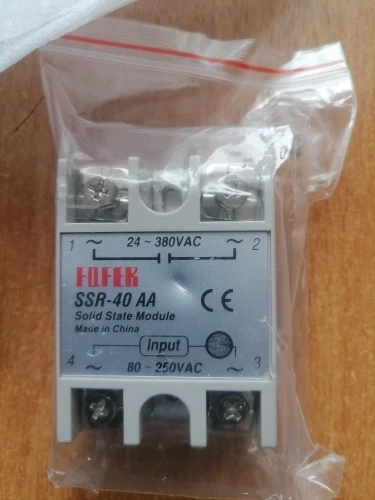 1 ~ 24 ~ 380VAC ~ 2
FQFER
SSR-40 AA
CE
Solid State Module
Made in China
4 Input 3
~ 80 ~ 250VAC ~